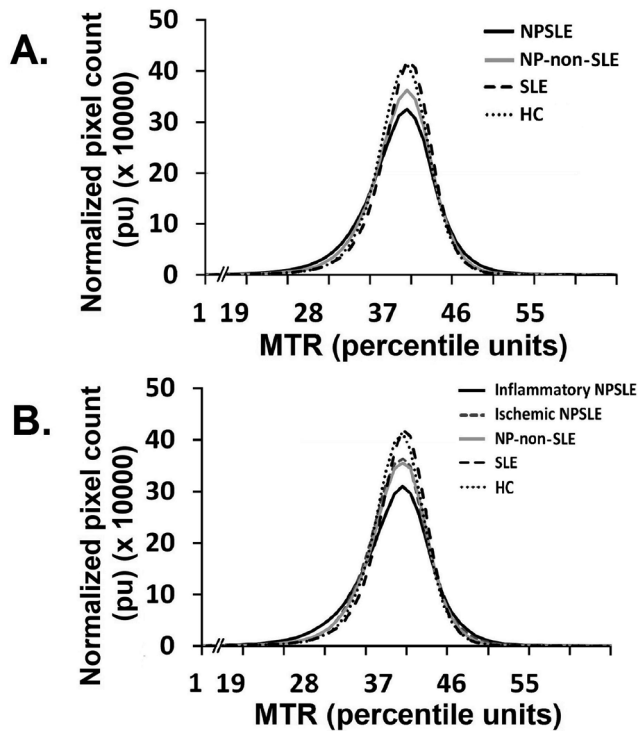 A.
Normalized pixel count
(pu) (x 10000)
50
40
30
20
10
0
NPSLE
NP-non-SLE
SLE
HC
1 19 28 37 46 55
MTR (percentile units)
B.
Normalized pixel count
(pu) (x 10000)
50
40
30
20
10
0
Inflammatory NPSLE
Ischemic NPSLE
NP-non-SLE
SLE
HC
1 19 28 37 46 55
MTR (percentile units)